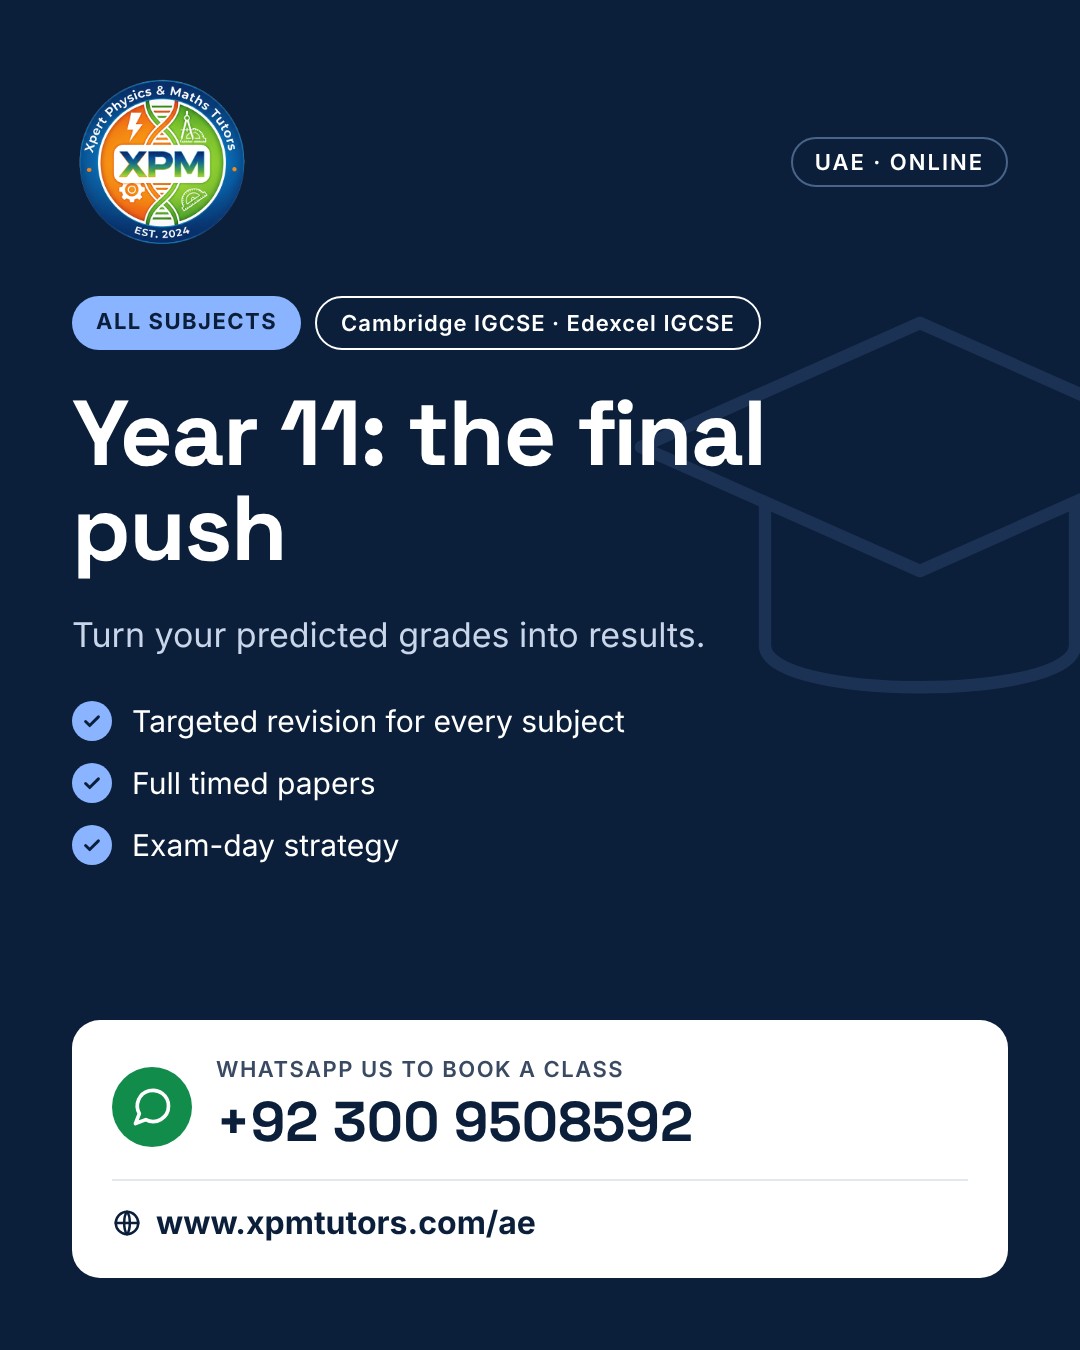 Xpert Physics & Maths Tutors
XPM
EST. 2024
UAE · ONLINE
ALL SUBJECTS
Cambridge IGCSE · Edexcel IGCSE
Year 11: the final
push
Turn your predicted grades into results.
Targeted revision for every subject
Full timed papers
Exam-day strategy
WHATSAPP US TO BOOK A CLASS
+92 300 9508592
www.xpmtutors.com/ae